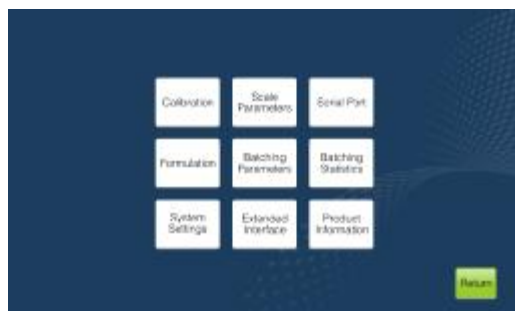 Calibration
Scale
Parameters
Serial Port
Formulation
Batching
Parameters
Batching
Statistics
System
Settings
Extended
Interface
Product
Information
Return